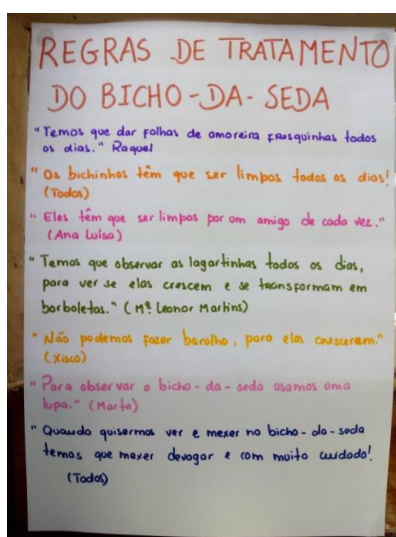 REGRAS DE TRATAMENTO
DO BICHO-DA-SEDA
"Temos que dar folhas de amoreira fresquinhas todos
os dias." Raquel
"Os bichinhos têm que ser limpos todos os dias!
(Todos)
"Eles têm que ser limpos por um amigo de cada vez."
(Ana Luísa)
"Temos que observar as lagartinhas todos os dias,
para ver se elas crescem e se transformam em
borboletas." (Mª Leonor Martins)
"Não podemos fazer barulho, para elas crescerem."
(Xisco)
"Para observar o bicho-da-seda usamos uma
lupa." (Marta)
"Quando quisermos ver e mexer no bicho-da-seda
temos que mexer devagar e com muito cuidado!
(Todos)